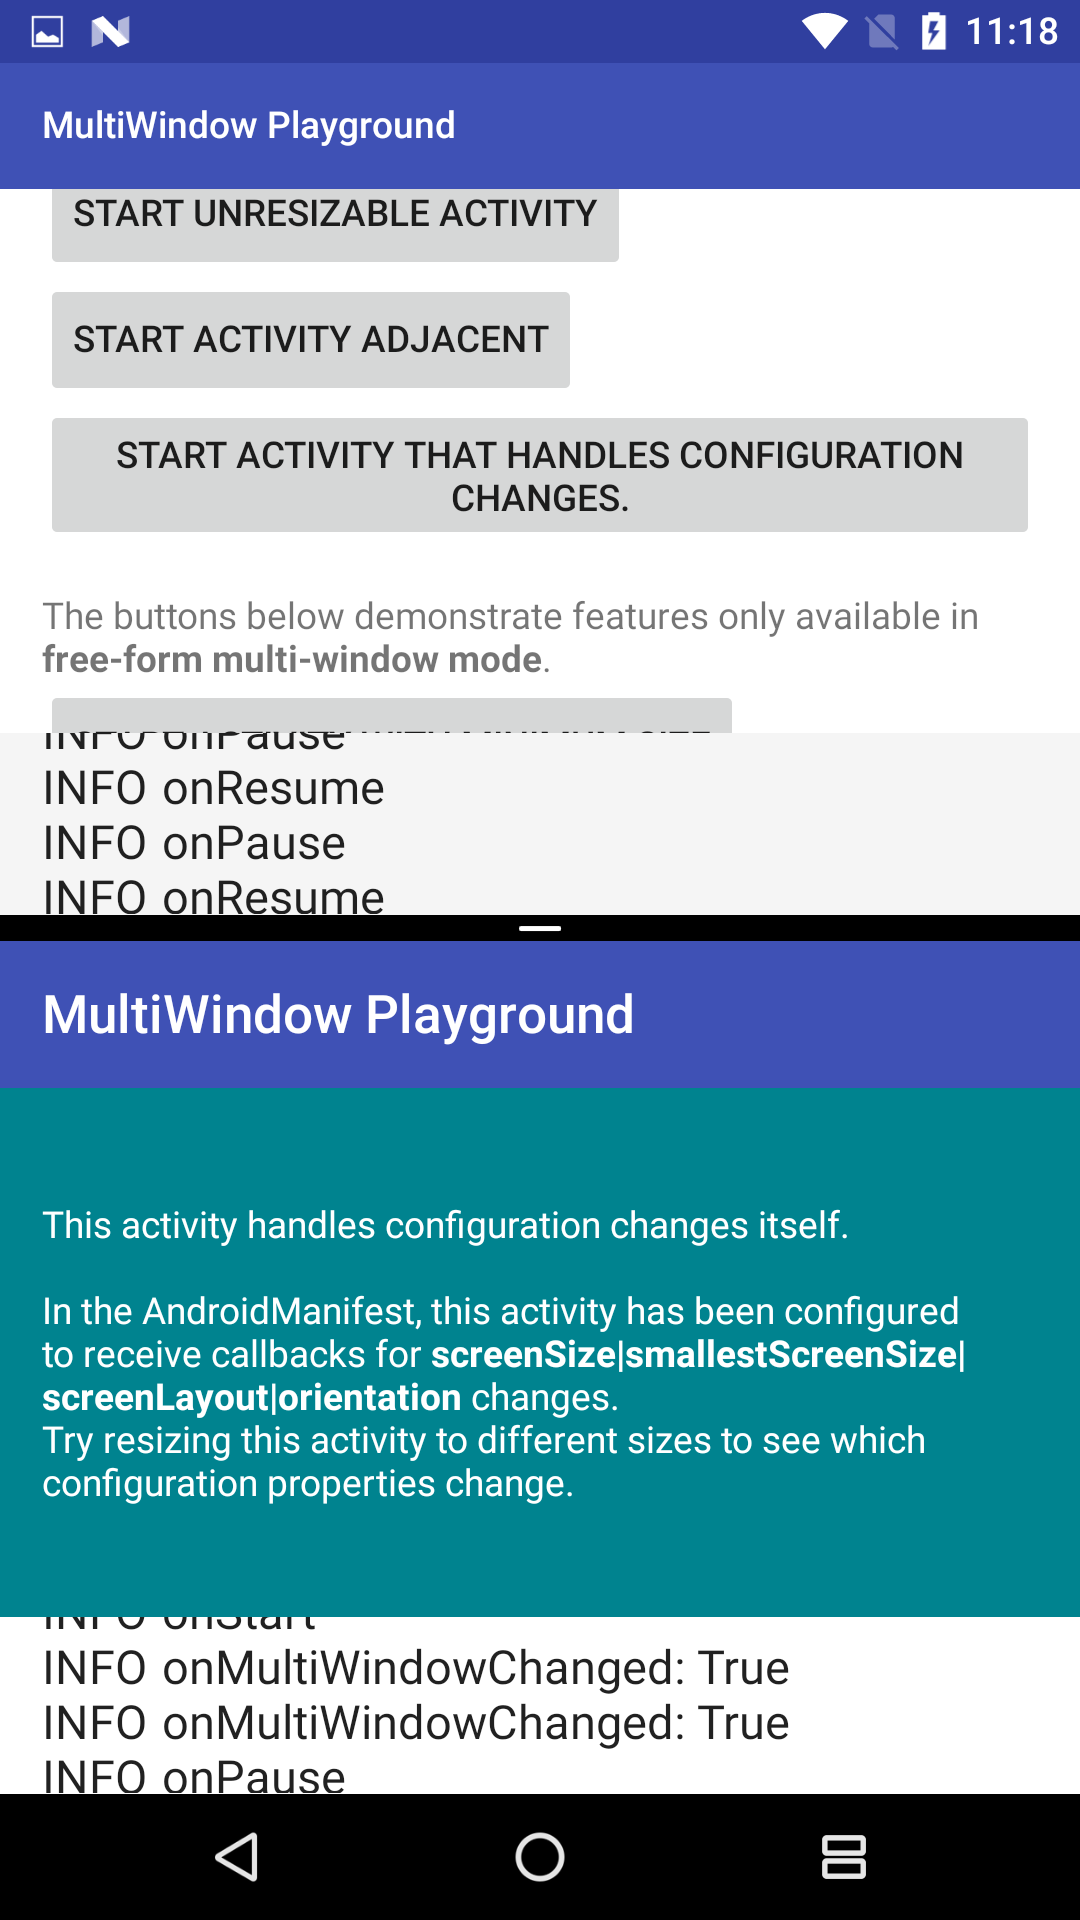 11:18
MultiWindow Playground
START UNRESIZABLE ACTIVITY
START ACTIVITY ADJACENT
START ACTIVITY THAT HANDLES CONFIGURATION
CHANGES.
The buttons below demonstrate features only available in
free-form multi-window mode.
INFO onPause
INFO onResume
INFO onPause
INFO onResume
MultiWindow Playground
This activity handles configuration changes itself.
In the AndroidManifest, this activity has been configured
to receive callbacks for screenSize|smallestScreenSize|
screenLayout|orientation changes.
Try resizing this activity to different sizes to see which
configuration properties change.
INFO onStart
INFO onMultiWindowChanged: True
INFO onMultiWindowChanged: True
INFO onPause